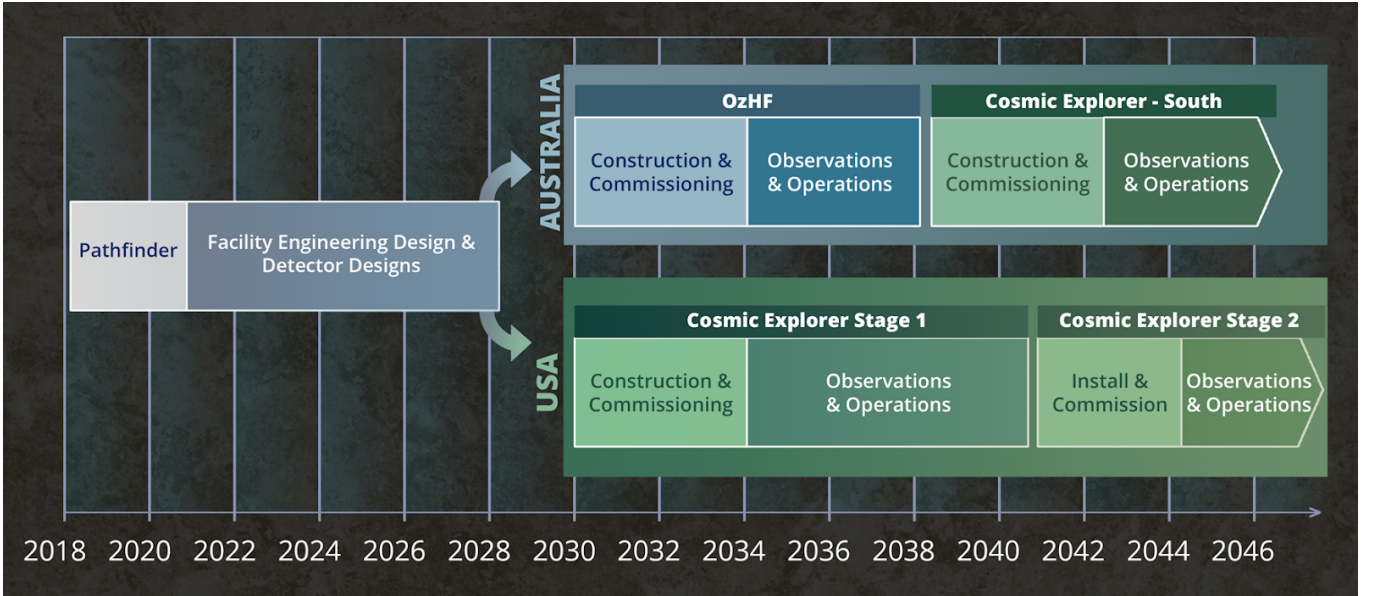 Pathfinder
Facility Engineering Design &
Detector Designs
AUSTRALIA
OzHF
Construction &
Commissioning
Observations
& Operations
Cosmic Explorer - South
Construction &
Commissioning
Observations
& Operations
USA
Cosmic Explorer Stage 1
Construction &
Commissioning
Observations
& Operations
Cosmic Explorer Stage 2
Install &
Commission
Observations
& Operations
2018 2020 2022 2024 2026 2028 2030 2032 2034 2036 2038 2040 2042 2044 2046